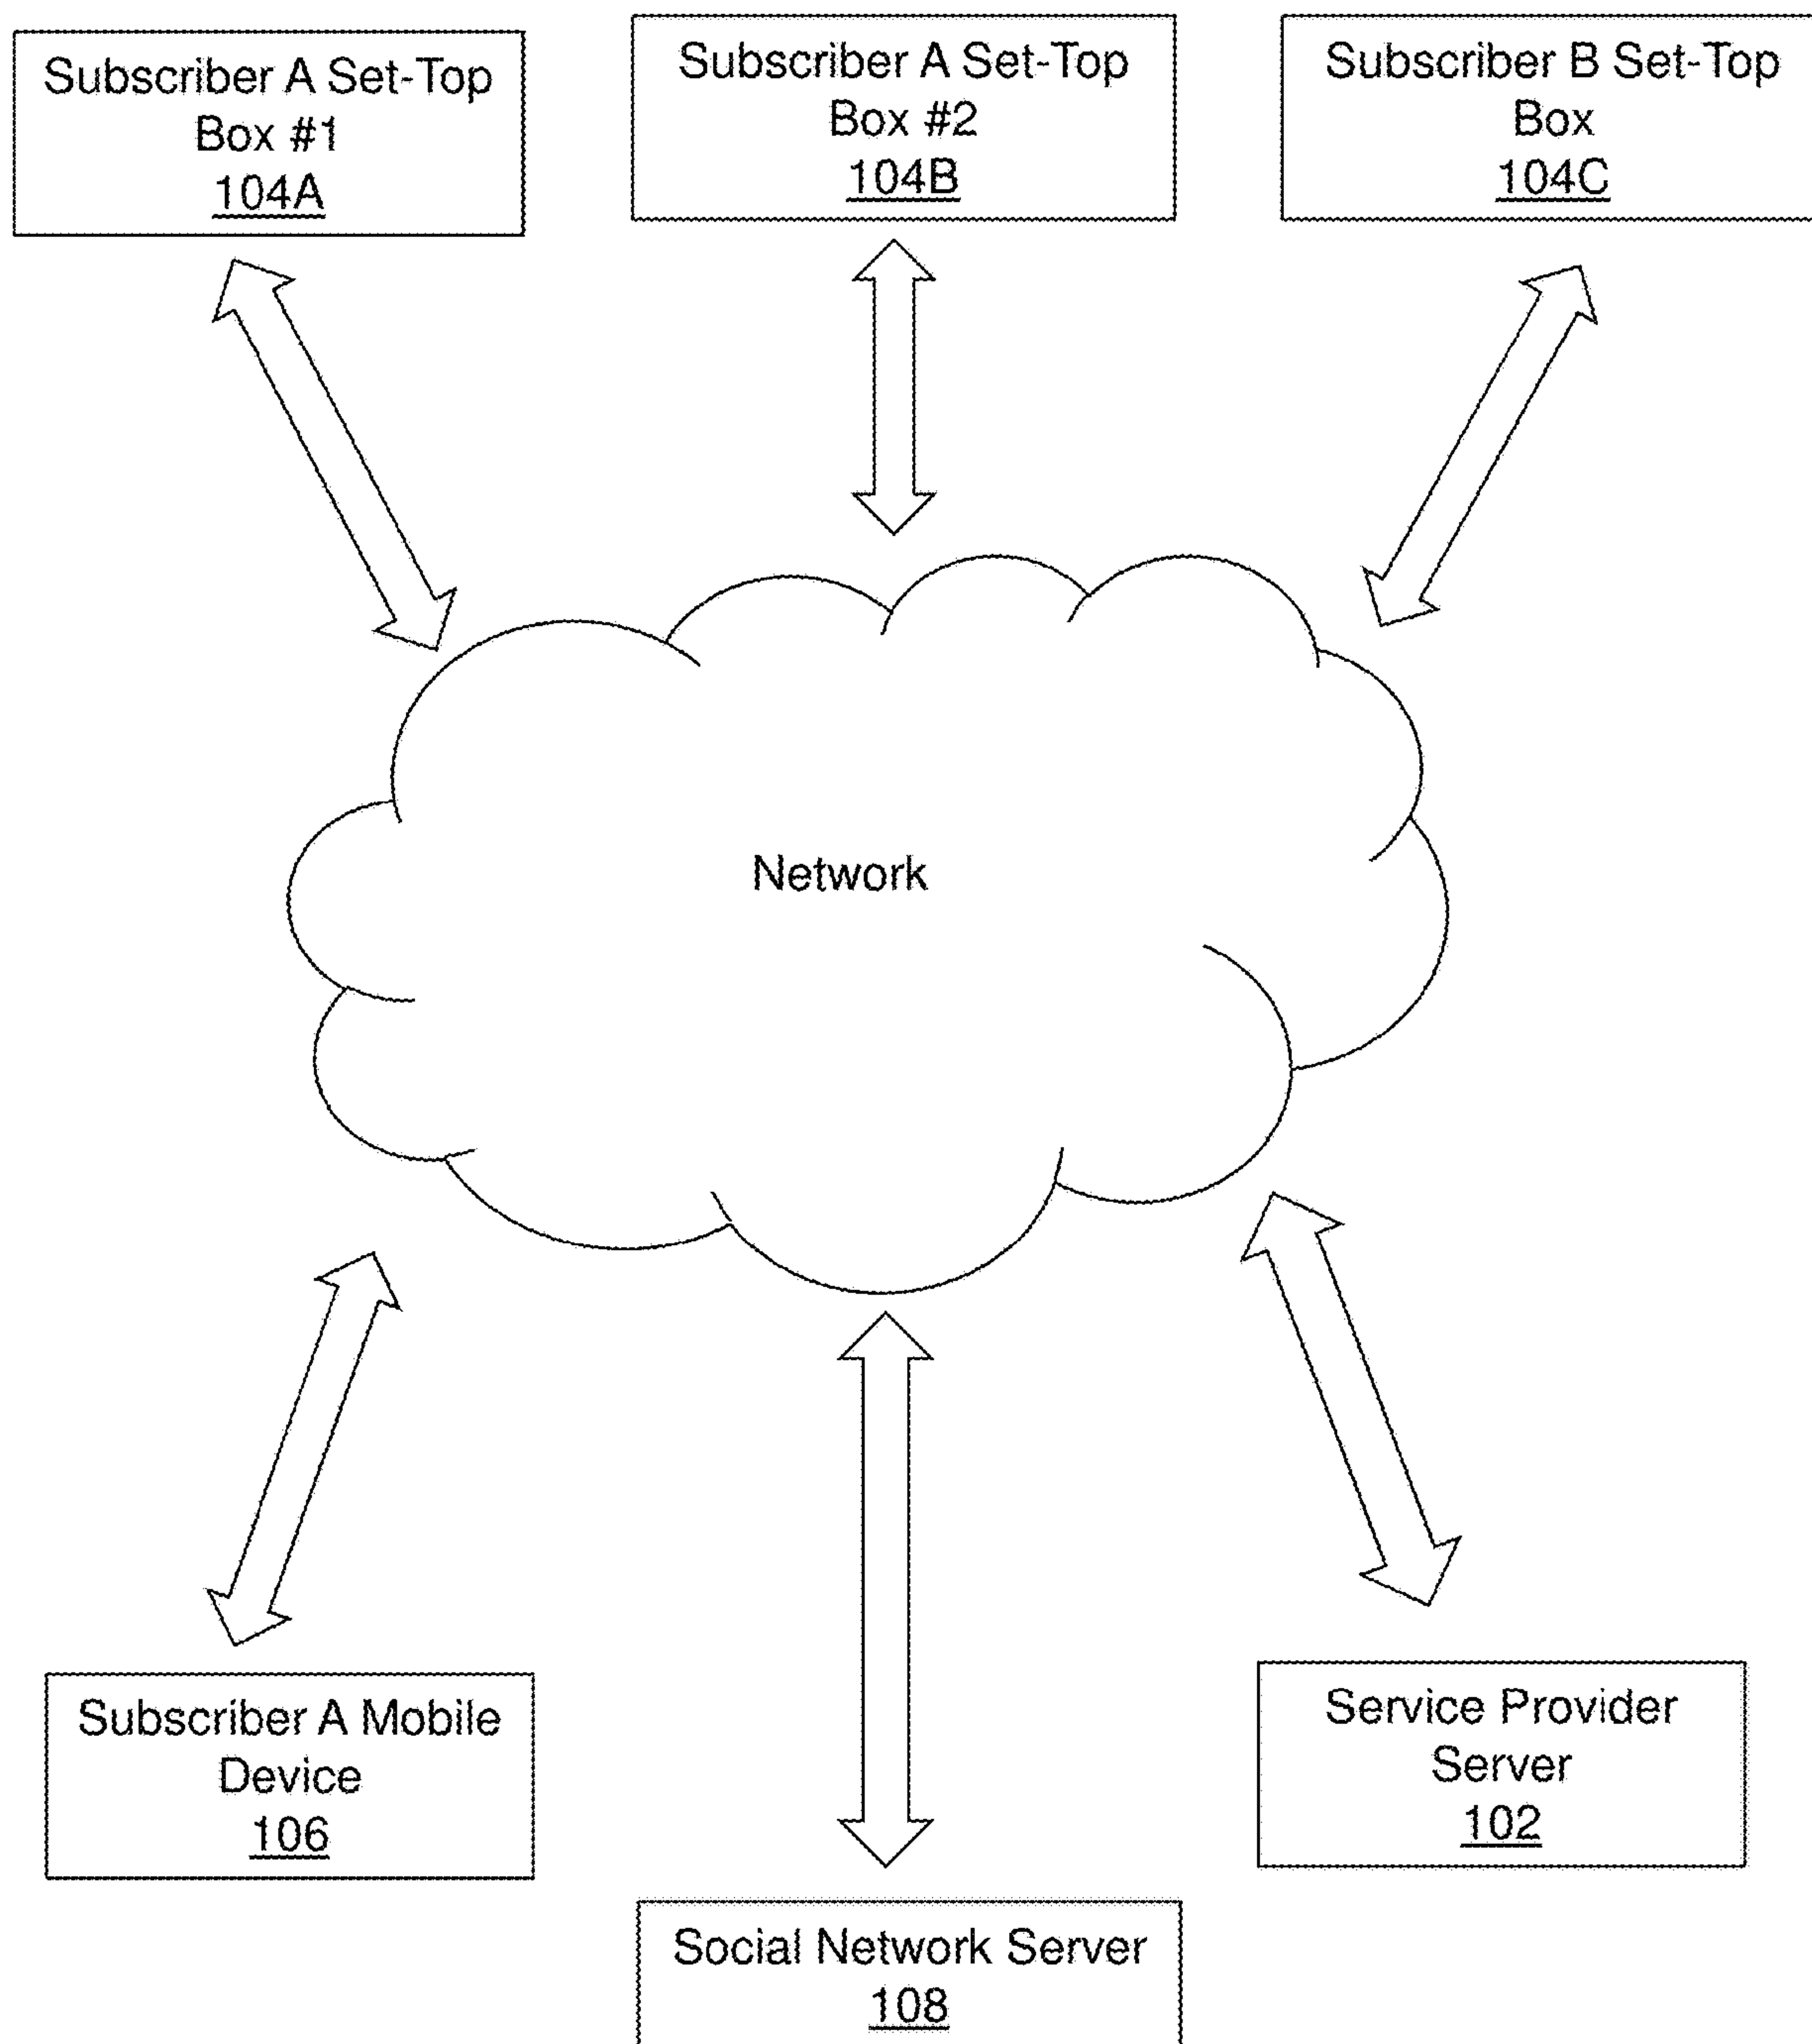 Subscriber A Set-Top
Box #1
104A
Subscriber A Set-Top
Box #2
104B
Subscriber B Set-Top
Box
104C
Network
Subscriber A Mobile
Device
106
Social Network Server
108
Service Provider
Server
102